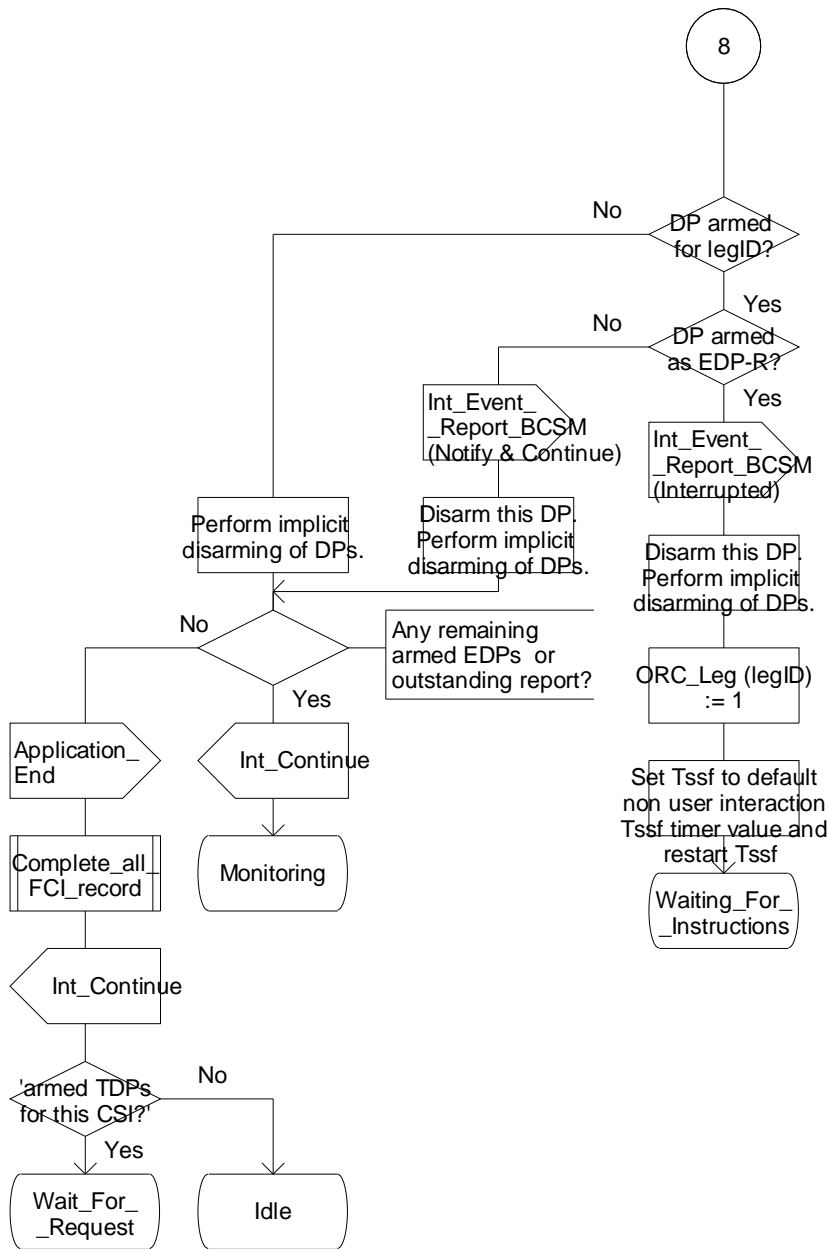 8
No
DP armed
for legID?
Yes
No
DP armed
as EDP-R?
Yes
Int_Event_
_Report_BCSM
(Notify & Continue)
Int_Event_
_Report_BCSM
(Interrupted)
Perform implicit
disarming of DPs.
Disarm this DP.
Perform implicit
disarming of DPs.
Disarm this DP.
Perform implicit
disarming of DPs.
No
Any remaining
armed EDPs or
outstanding report?
Yes
ORC_Leg (legID)
:= 1
Application_
End
Int_Continue
Set Tssf to default
non user interaction
Tssf timer value and
restart Tssf
Complete_all_
FCI_record
Monitoring
Waiting_For_
_Instructions
Int_Continue
'armed TDPs
for this CSI?'
No
Yes
Wait_For_
_Request
Idle